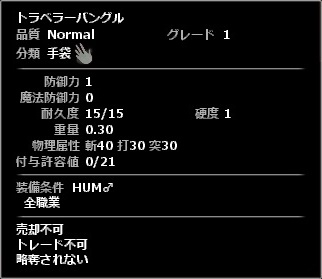 トラベラーバングル
品質 Normal グレード 1
分類 手袋
防御力 1
魔法防御力 0
耐久度 15/15 硬度 1
重量 0.30
物理属性 斬40 打30 突30
付与許容値 0/21
装備条件 HUM♂
全職業
売却不可
トレード不可
略奪されない